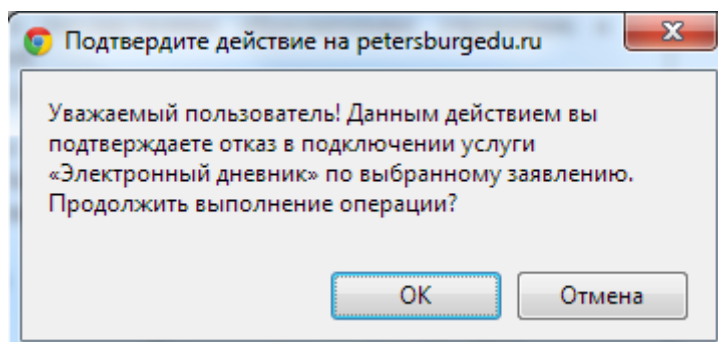 Подтвердите действие на petersburgedu.ru
Уважаемый пользователь! Данным действием вы
подтверждаете отказ в подключении услуги
«Электронный дневник» по выбранному заявлению.
Продолжить выполнение операции?
ОК
Отмена